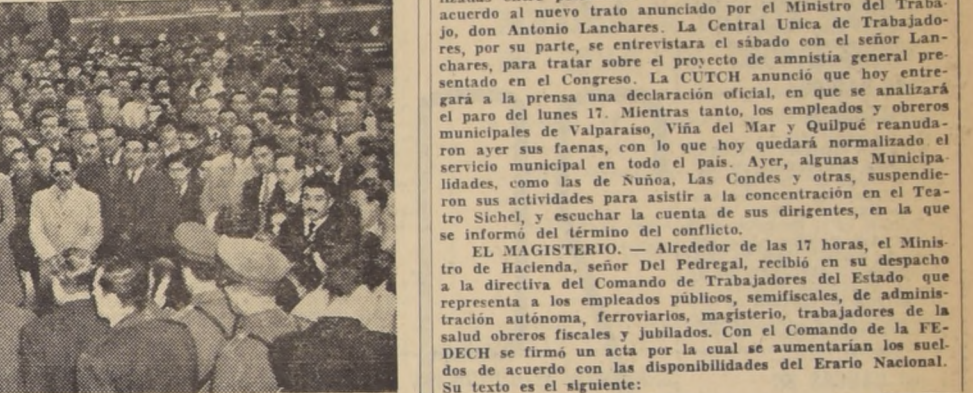 acuerdo al nuevo trato anunciado por el Ministro del Traba-
jo, don Antonio Lanchares. La Central Unica de Trabajado-
res, por su parte, se entrevistara el sábado con el señor Lan-
chares, para tratar sobre el proyecto de amnistía general pre-
sentado en el Congreso. La CUTCH anunció que hoy entre-
gará a la prensa una declaración oficial, en que se analizará
el paro del lunes 17. Mientras tanto, los empleados y obreros
municipales de Valparaíso, Viña del Mar y Quilpué reanuda-
ron ayer sus faenas, con lo que hoy quedará normalizado el
servicio municipal en todo el país. Ayer, algunas Municipa-
lidades, como las de Ñuñoa, Las Condes y otras, suspendie-
ron sus actividades para asistir a la concentración en el Tea-
tro Sichel, y escuchar la cuenta de sus dirigentes, en la que
se informó del término del conflicto.
EL MAGISTERIO. — Alrededor de las 17 horas, el Minis-
tro de Hacienda, señor Del Pedregal, recibió en su despacho
a la directiva del Comando de Trabajadores del Estado que
representa a los empleados públicos, semifiscales, de adminis-
tración autónoma, ferroviarios, magisterio, trabajadores de la
salud obreros fiscales y jubilados. Con el Comando de la FE-
DECH se firmó un acta por la cual se aumentarían los suel-
dos de acuerdo con las disponibilidades del Erario Nacional.
Su texto es el siguiente: